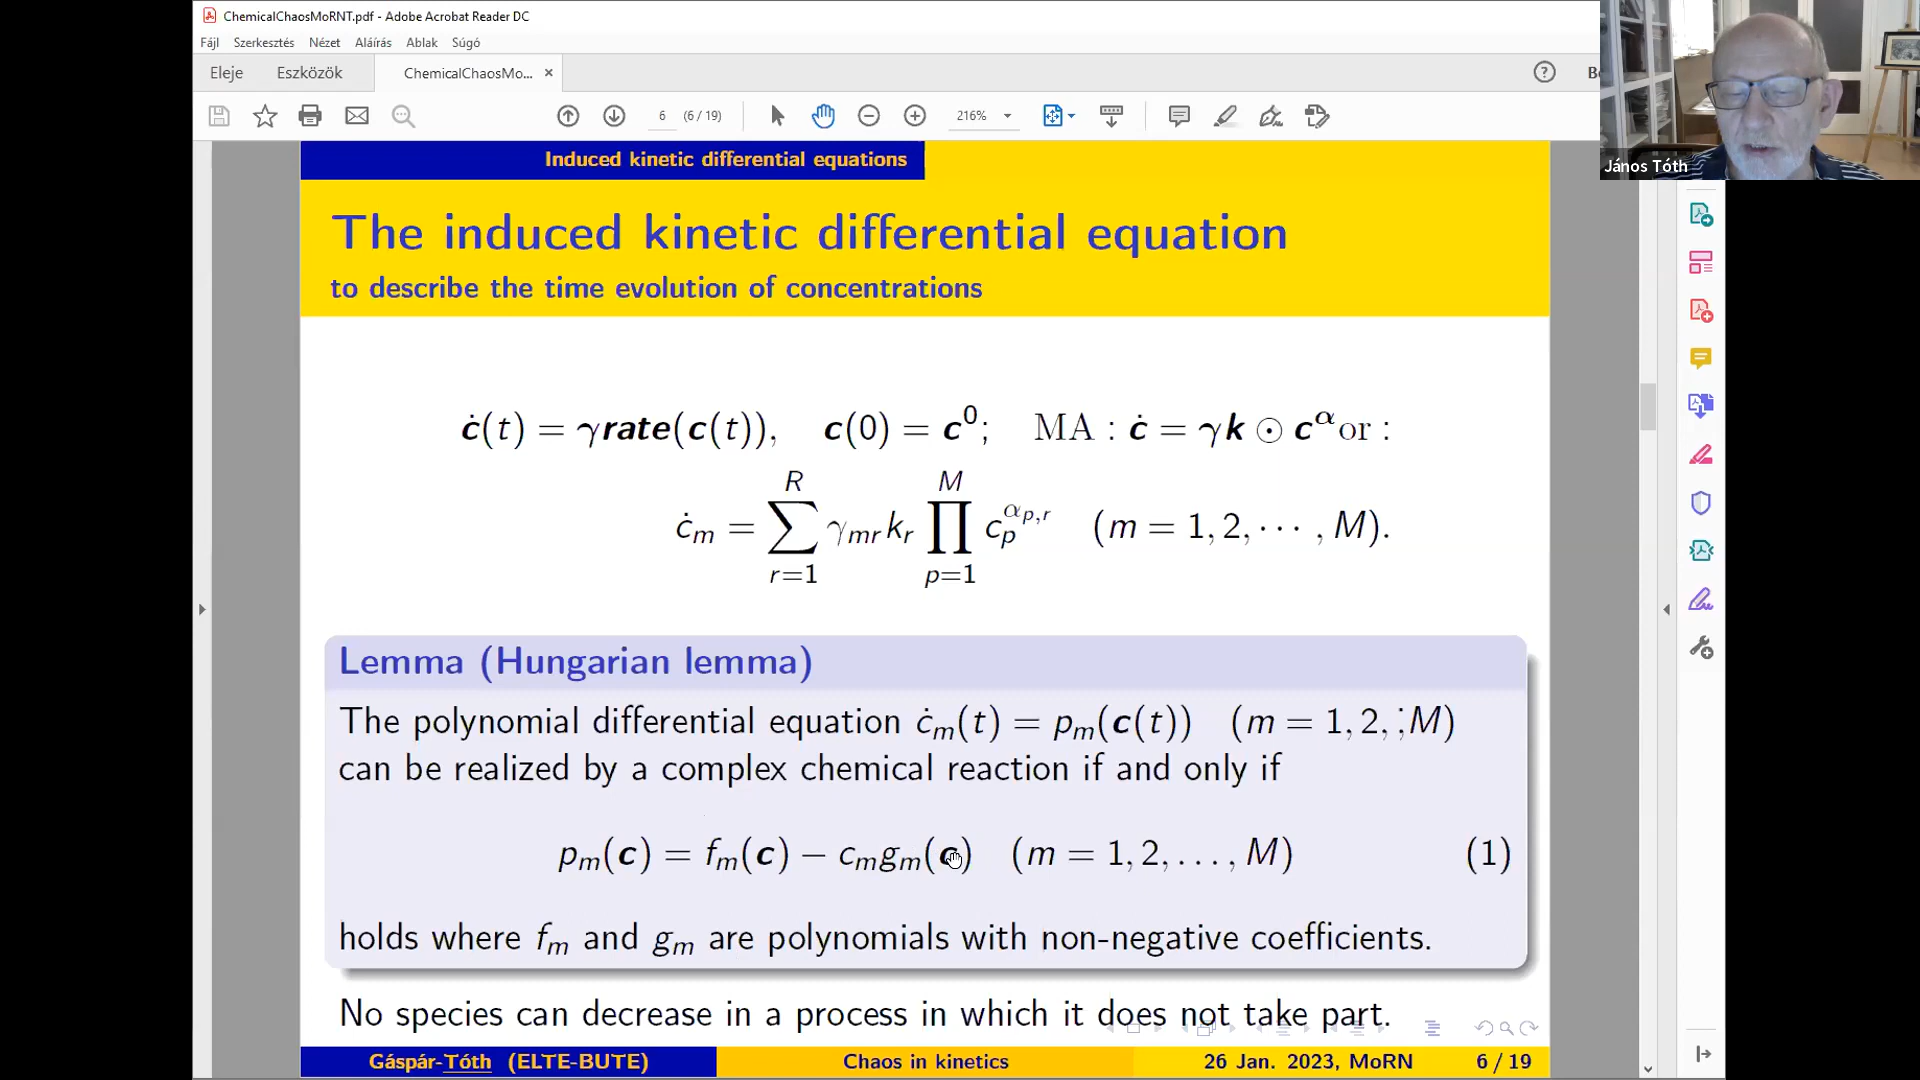 ChemicalChaosMoRNT.pdf - Adobe Acrobat Reader DC
Fájl Szerkesztés Nézet Aláírás Ablak Súgó
Eleje Eszközök ChemicalChaosMo... ×
6 (6 / 19) 216%
János Tóth
Induced kinetic differential equations
The induced kinetic differential equation
to describe the time evolution of concentrations
ċ(t) = γrate(c(t)), c(0) = c⁰; MA : ċ = γk ⊙ c^α or :
ċ_m = ∑_{r=1}^{R} γ_{mr} k_r ∏_{p=1}^{M} c_p^{α_{p,r}} (m = 1, 2, ··· , M).
Lemma (Hungarian lemma)
The polynomial differential equation ċ_m(t) = p_m(c(t)) (m = 1, 2, ; M)
can be realized by a complex chemical reaction if and only if
p_m(c) = f_m(c) − c_m g_m(c) (m = 1, 2, . . . , M) (1)
holds where f_m and g_m are polynomials with non-negative coefficients.
No species can decrease in a process in which it does not take part.
Gáspár-Tóth (ELTE-BUTE) Chaos in kinetics 26 Jan. 2023, MoRN 6 / 19